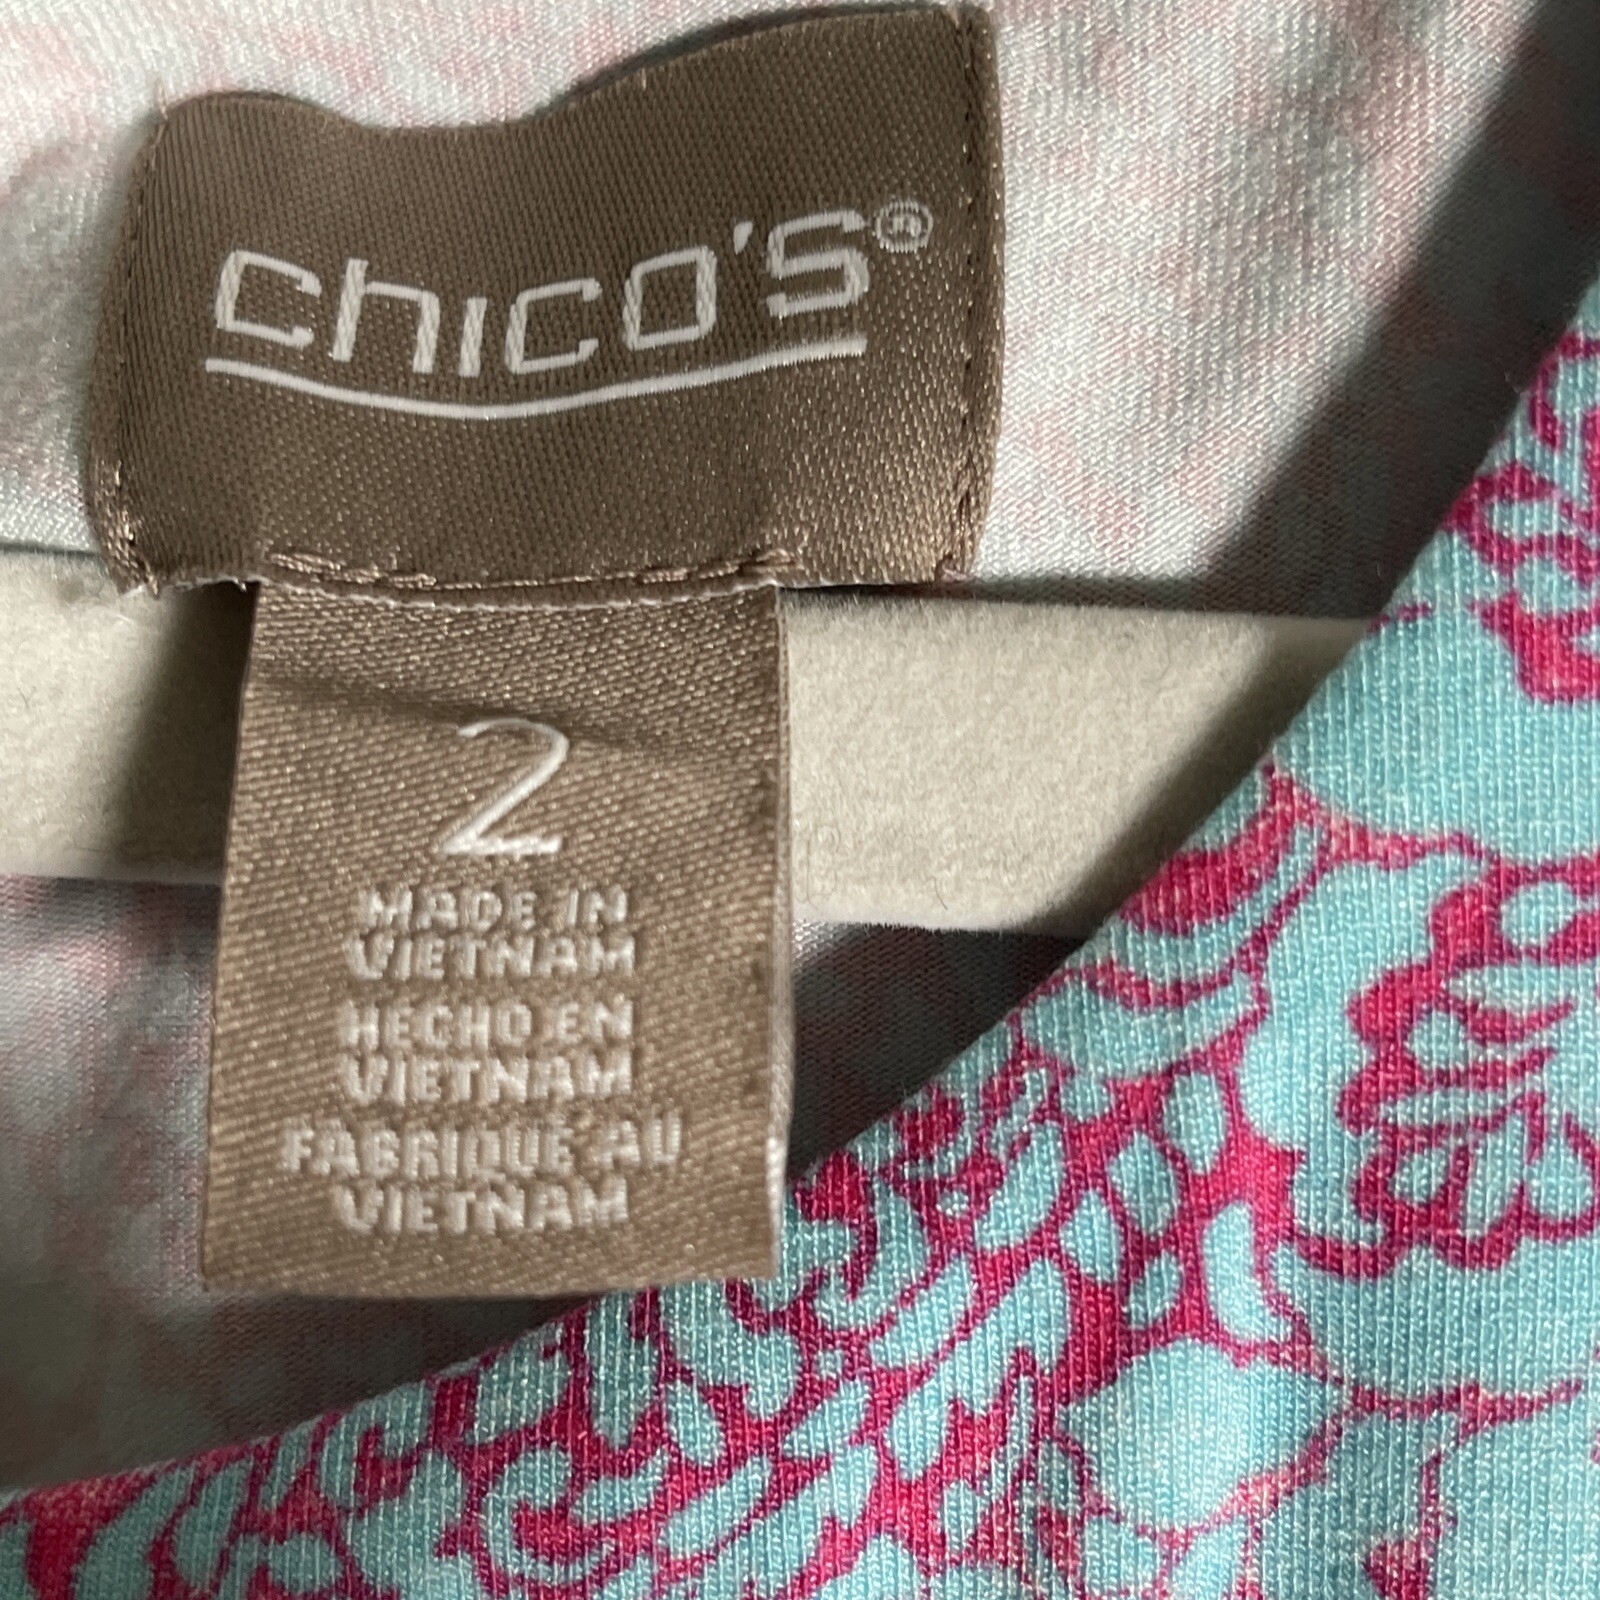 chico's®
2
MADE IN
VIETNAM
HECHO EN
VIETNAM
FABRIQUÉ AU
VIETNAM